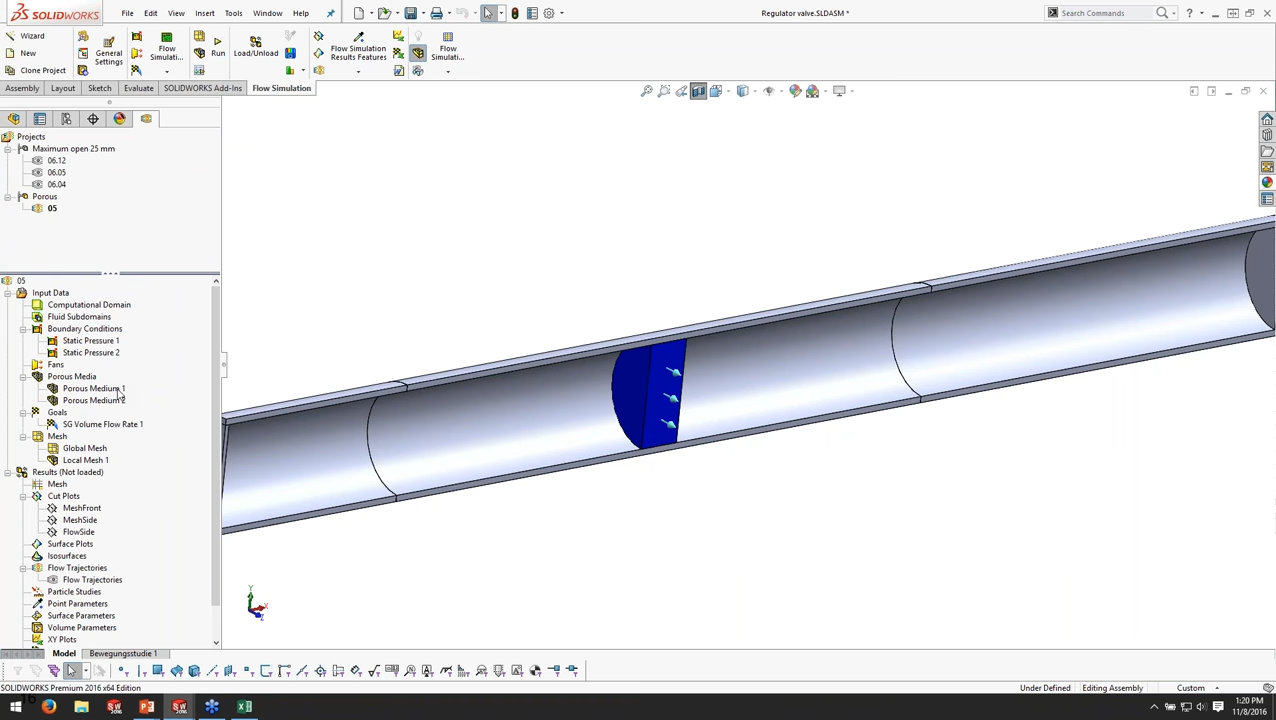 SOLIDWORKS
File Edit View Insert Tools Window Help
Regulator valve.SLDASM *
Search Commands
Wizard
New
Clone Project
General Settings
Flow Simulati...
Run
Load/Unload
Flow Simulation Results Features
Flow Simulati...
Assembly Layout Sketch Evaluate SOLIDWORKS Add-Ins Flow Simulation
Projects
Maximum open 25 mm
06.12
06.05
06.04
Porous
05
05
Input Data
Computational Domain
Fluid Subdomains
Boundary Conditions
Static Pressure 1
Static Pressure 2
Fans
Porous Media
Porous Medium 1
Porous Medium 2
Goals
SG Volume Flow Rate 1
Mesh
Global Mesh
Local Mesh 1
Results (Not loaded)
Mesh
Cut Plots
MeshFront
MeshSide
FlowSide
Surface Plots
Isosurfaces
Flow Trajectories
Flow Trajectories
Particle Studies
Point Parameters
Surface Parameters
Volume Parameters
XY Plots
Y
X
Z
Model Bewegungsstudie 1
SOLIDWORKS Premium 2016 x64 Edition
Under Defined Editing Assembly Custom
16
1:20 PM
11/8/2016